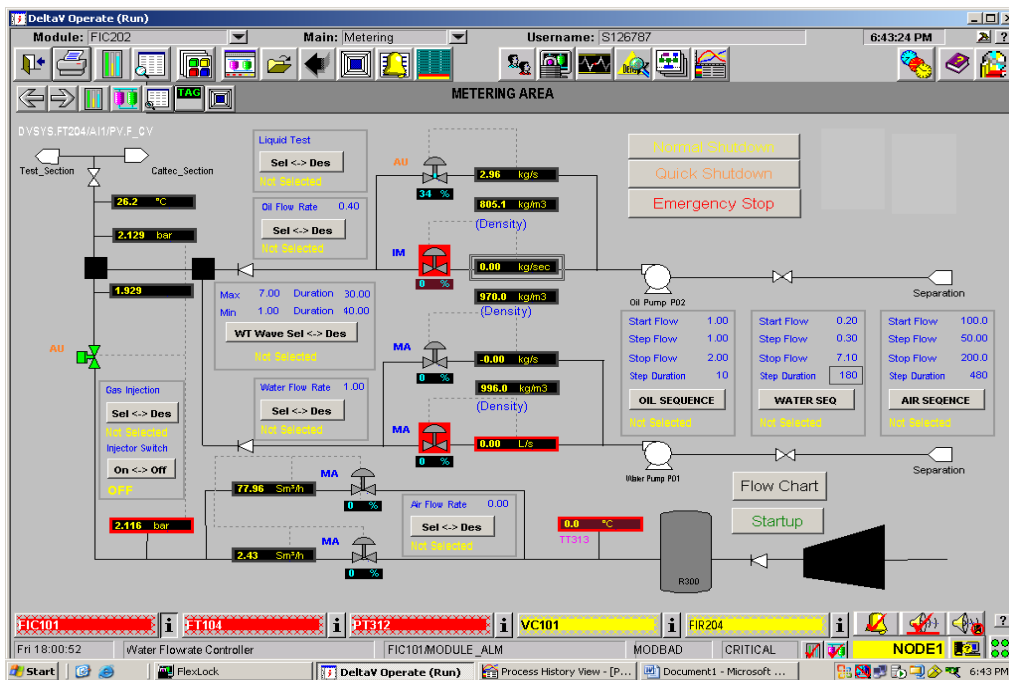 DeltaV Operate (Run)
Module: FIC202 Main: Metering Username: S126787 6:43:24 PM
TAG
METERING AREA
DVSYS.FT204/AI1/PV.F_CV
Test_Section Caltec_Section
26.2 °C
2.129 bar
1.929
AU
Liquid Test
Sel <-> Des
Not Selected
Oil Flow Rate 0.40
Sel <-> Des
Not Selected
Max 7.00 Duration 30.00
Min 1.00 Duration 40.00
WT Wave Sel <-> Des
Not Selected
Water Flow Rate 1.00
Sel <-> Des
Not Selected
Gas Injection
Sel <-> Des
Not Selected
Injector Switch
On <-> Off
OFF
2.116 bar
AU
34 %
2.96 kg/s
805.1 kg/m3
(Density)
IM
0 %
0.00 kg/sec
970.0 kg/m3
(Density)
MA
0 %
-0.00 kg/s
996.0 kg/m3
(Density)
MA
0 %
0.00 L/s
MA
77.96 Sm³/h
0 %
MA
2.43 Sm³/h
0 %
Air Flow Rate 0.00
Sel <-> Des
Not Selected
0.0 °C
TT313
Normal Shutdown
Quick Shutdown
Emergency Stop
Oil Pump P02
Separation
Start Flow 1.00
Step Flow 1.00
Stop Flow 2.00
Step Duration 10
OIL SEQUENCE
Not Selected
Start Flow 0.20
Step Flow 0.30
Stop Flow 7.10
Step Duration 180
WATER SEQ
Not Selected
Start Flow 100.0
Step Flow 50.00
Stop Flow 200.0
Step Duration 480
AIR SEQENCE
Not Selected
Water Pump P01
Separation
Flow Chart
Startup
R300
FIC101 FT104 PT312 VC101 FIR204
Fri 18:00:52 Water Flowrate Controller FIC101/MODULE_ALM MODBAD CRITICAL NODE1
Start FlexLock DeltaV Operate (Run) Process History View - [P... Document1 - Microsoft ... 6:43 PM